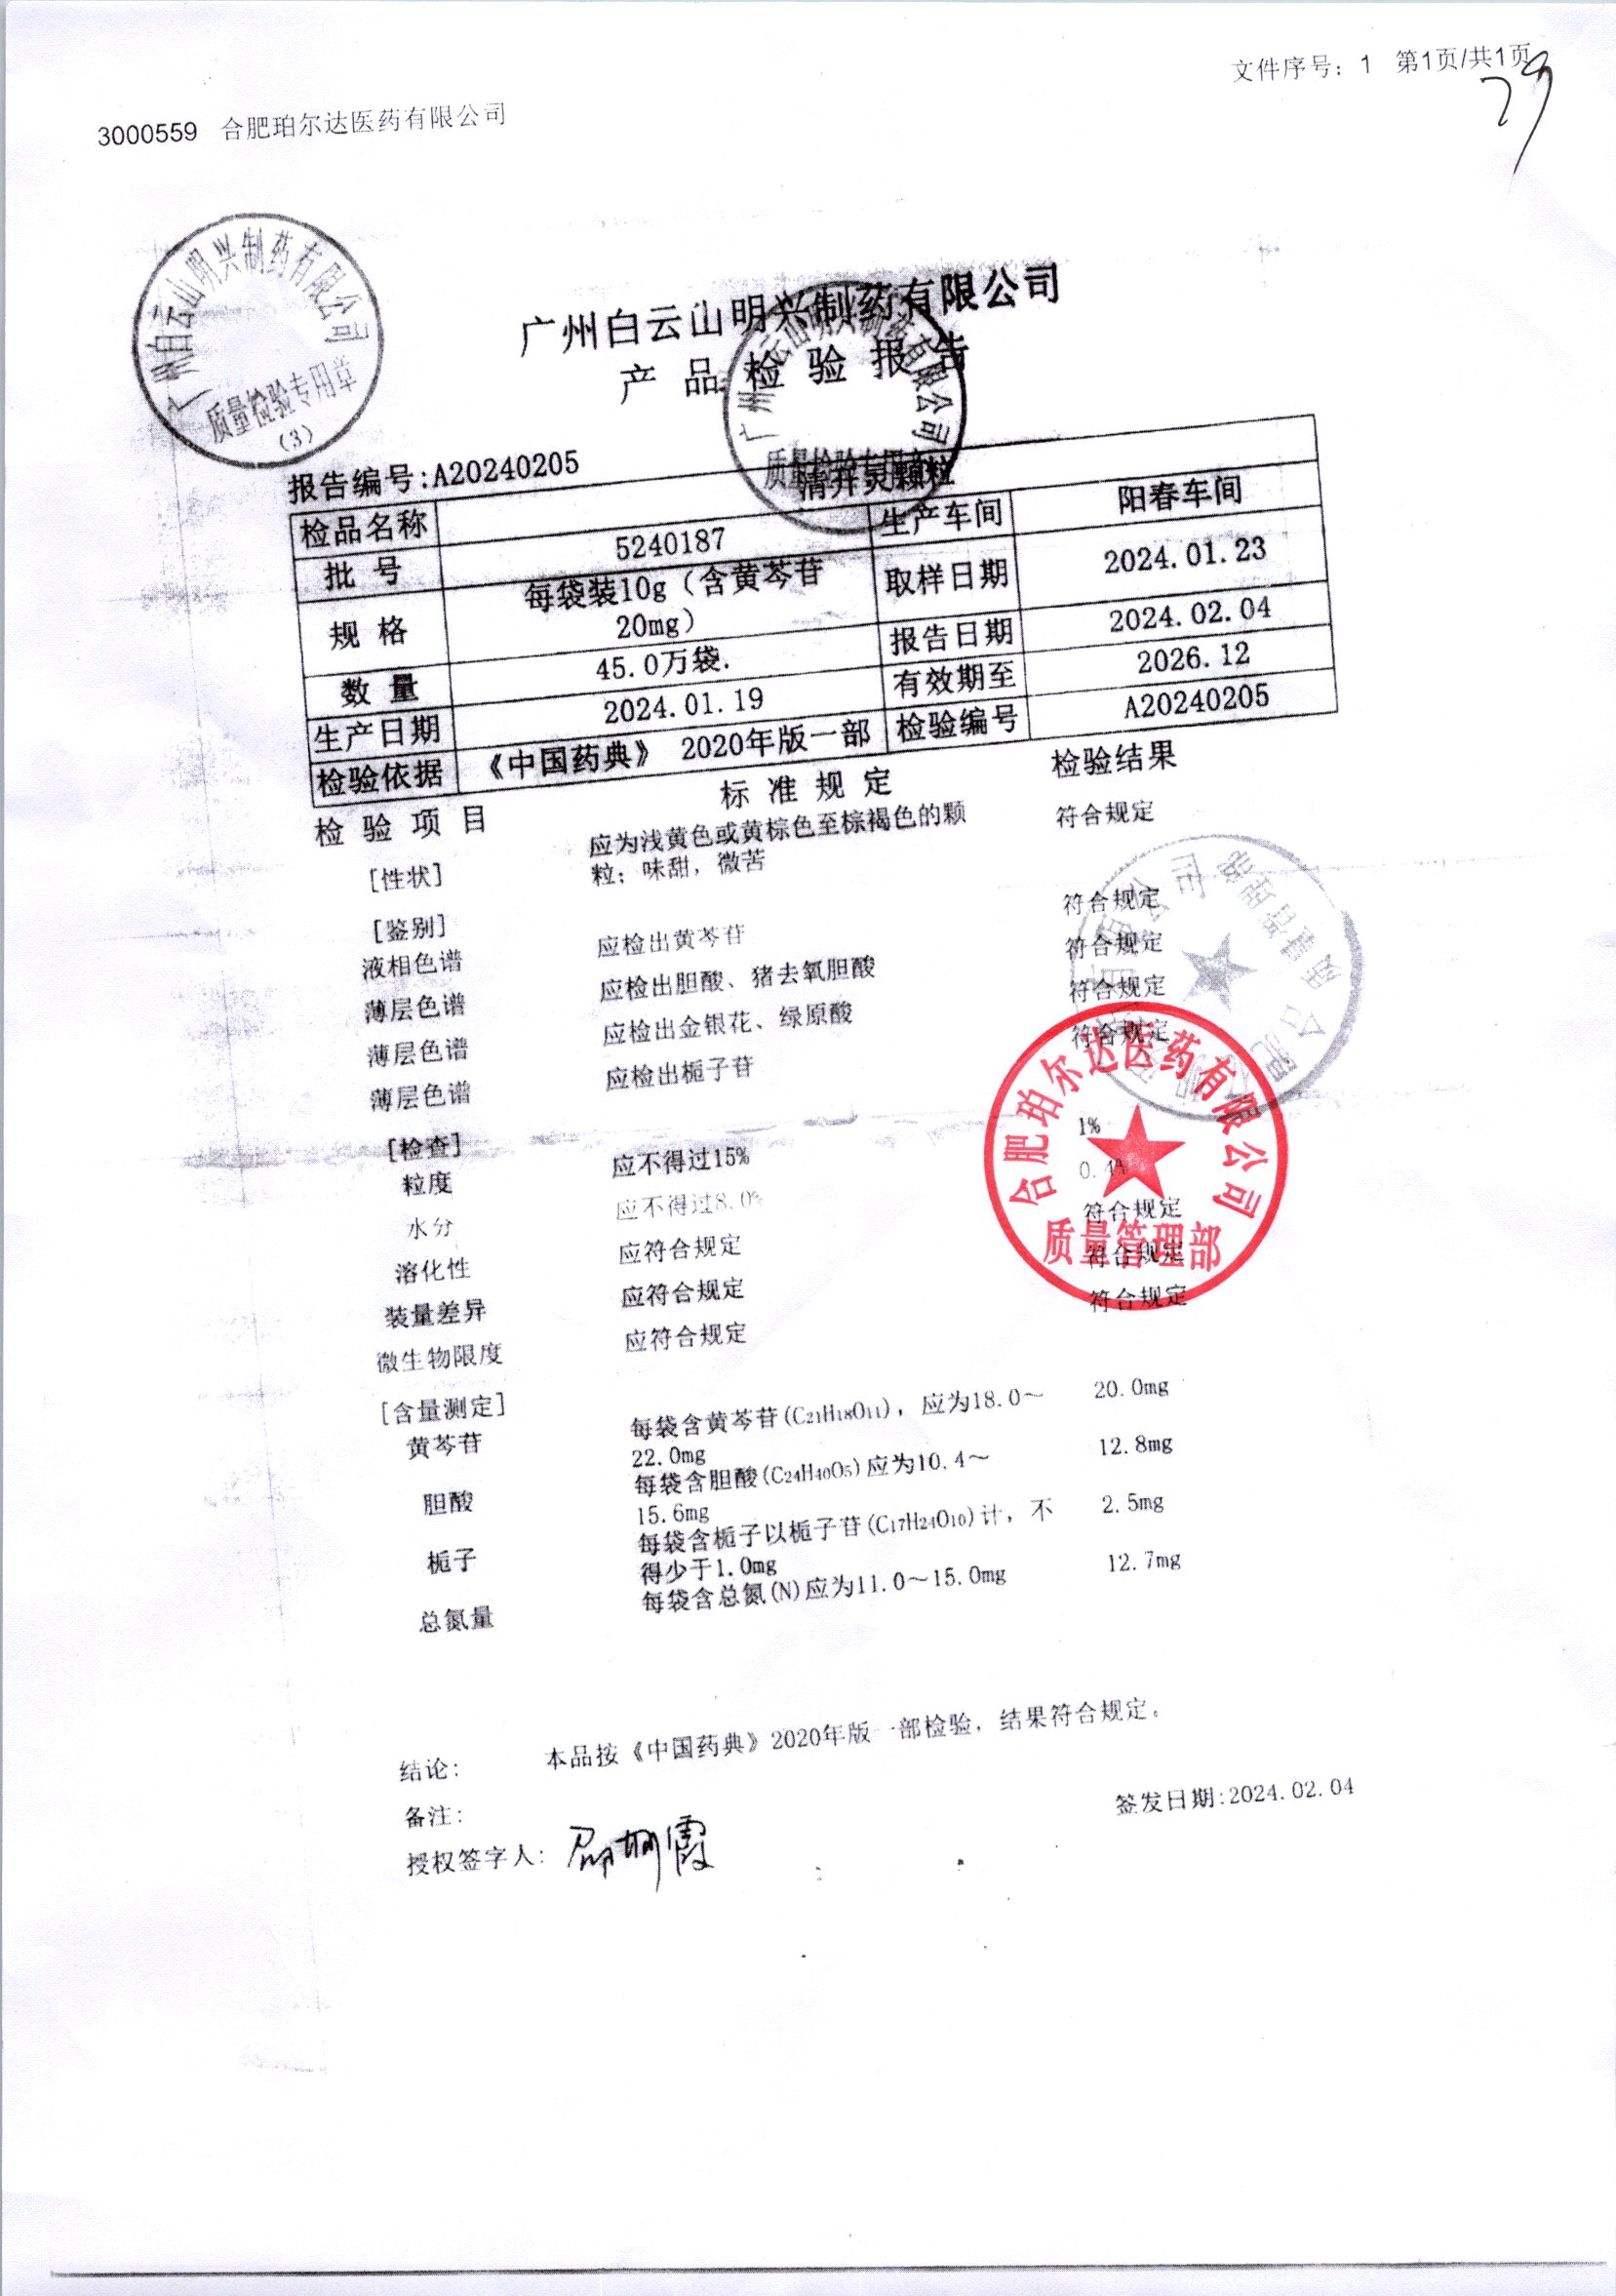 文件序号：1 第1页/共1页
29
3000559 合肥珀尔达医药有限公司
广州白云山明兴制药有限公司
质量检验专用章
（3）
广州白云山明兴制药有限公司
产品检验报告
报告编号:A20240205
检品名称 清开灵颗粒
批号 5240187 生产车间 阳春车间
规格 每袋装10g（含黄芩苷20mg） 取样日期 2024.01.23
数量 45.0万袋. 报告日期 2024.02.04
生产日期 2024.01.19 有效期至 2026.12
检验依据 《中国药典》 2020年版一部 检验编号 A20240205
检验项目 标准规定 检验结果
[性状] 应为浅黄色或黄棕色至棕褐色的颗 符合规定
粒；味甜，微苦
[鉴别]
液相色谱 应检出黄芩苷 符合规定
薄层色谱 应检出胆酸、猪去氧胆酸 符合规定
薄层色谱 应检出金银花、绿原酸 符合规定
薄层色谱 应检出栀子苷 符合规定
[检查]
粒度 应不得过15% 1%
水分 应不得过8.0%
溶化性 应符合规定 符合规定
装量差异 应符合规定 符合规定
微生物限度 应符合规定 符合规定
合肥珀尔达医药有限公司
质量管理部
[含量测定]
黄芩苷 每袋含黄芩苷(C21H18O11)，应为18.0～ 20.0mg
22.0mg
胆酸 每袋含胆酸(C24H40O5)应为10.4～ 12.8mg
15.6mg
栀子 每袋含栀子以栀子苷(C17H24O10)计，不 2.5mg
得少于1.0mg
总氮量 每袋含总氮(N)应为11.0～15.0mg 12.7mg
结论： 本品按《中国药典》2020年版一部检验，结果符合规定。
备注：
签发日期:2024.02.04
授权签字人：